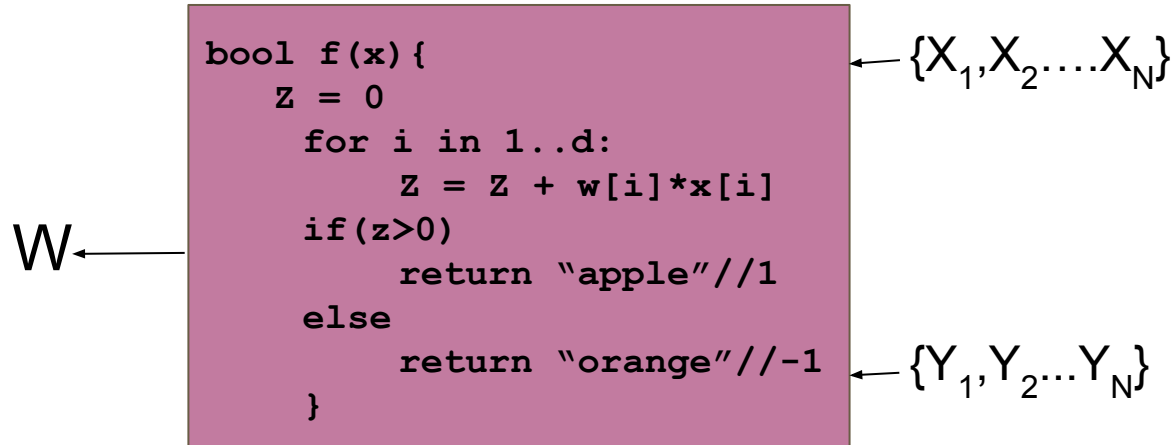 bool f(x){
{X1,X2....XN}
Z = 0
for i in 1..d:
Z = Z + w[i]*x[i]
W
if(z>0)
return “apple”//1
else
return “orange”//-1
{Y1,Y2...YN}
}